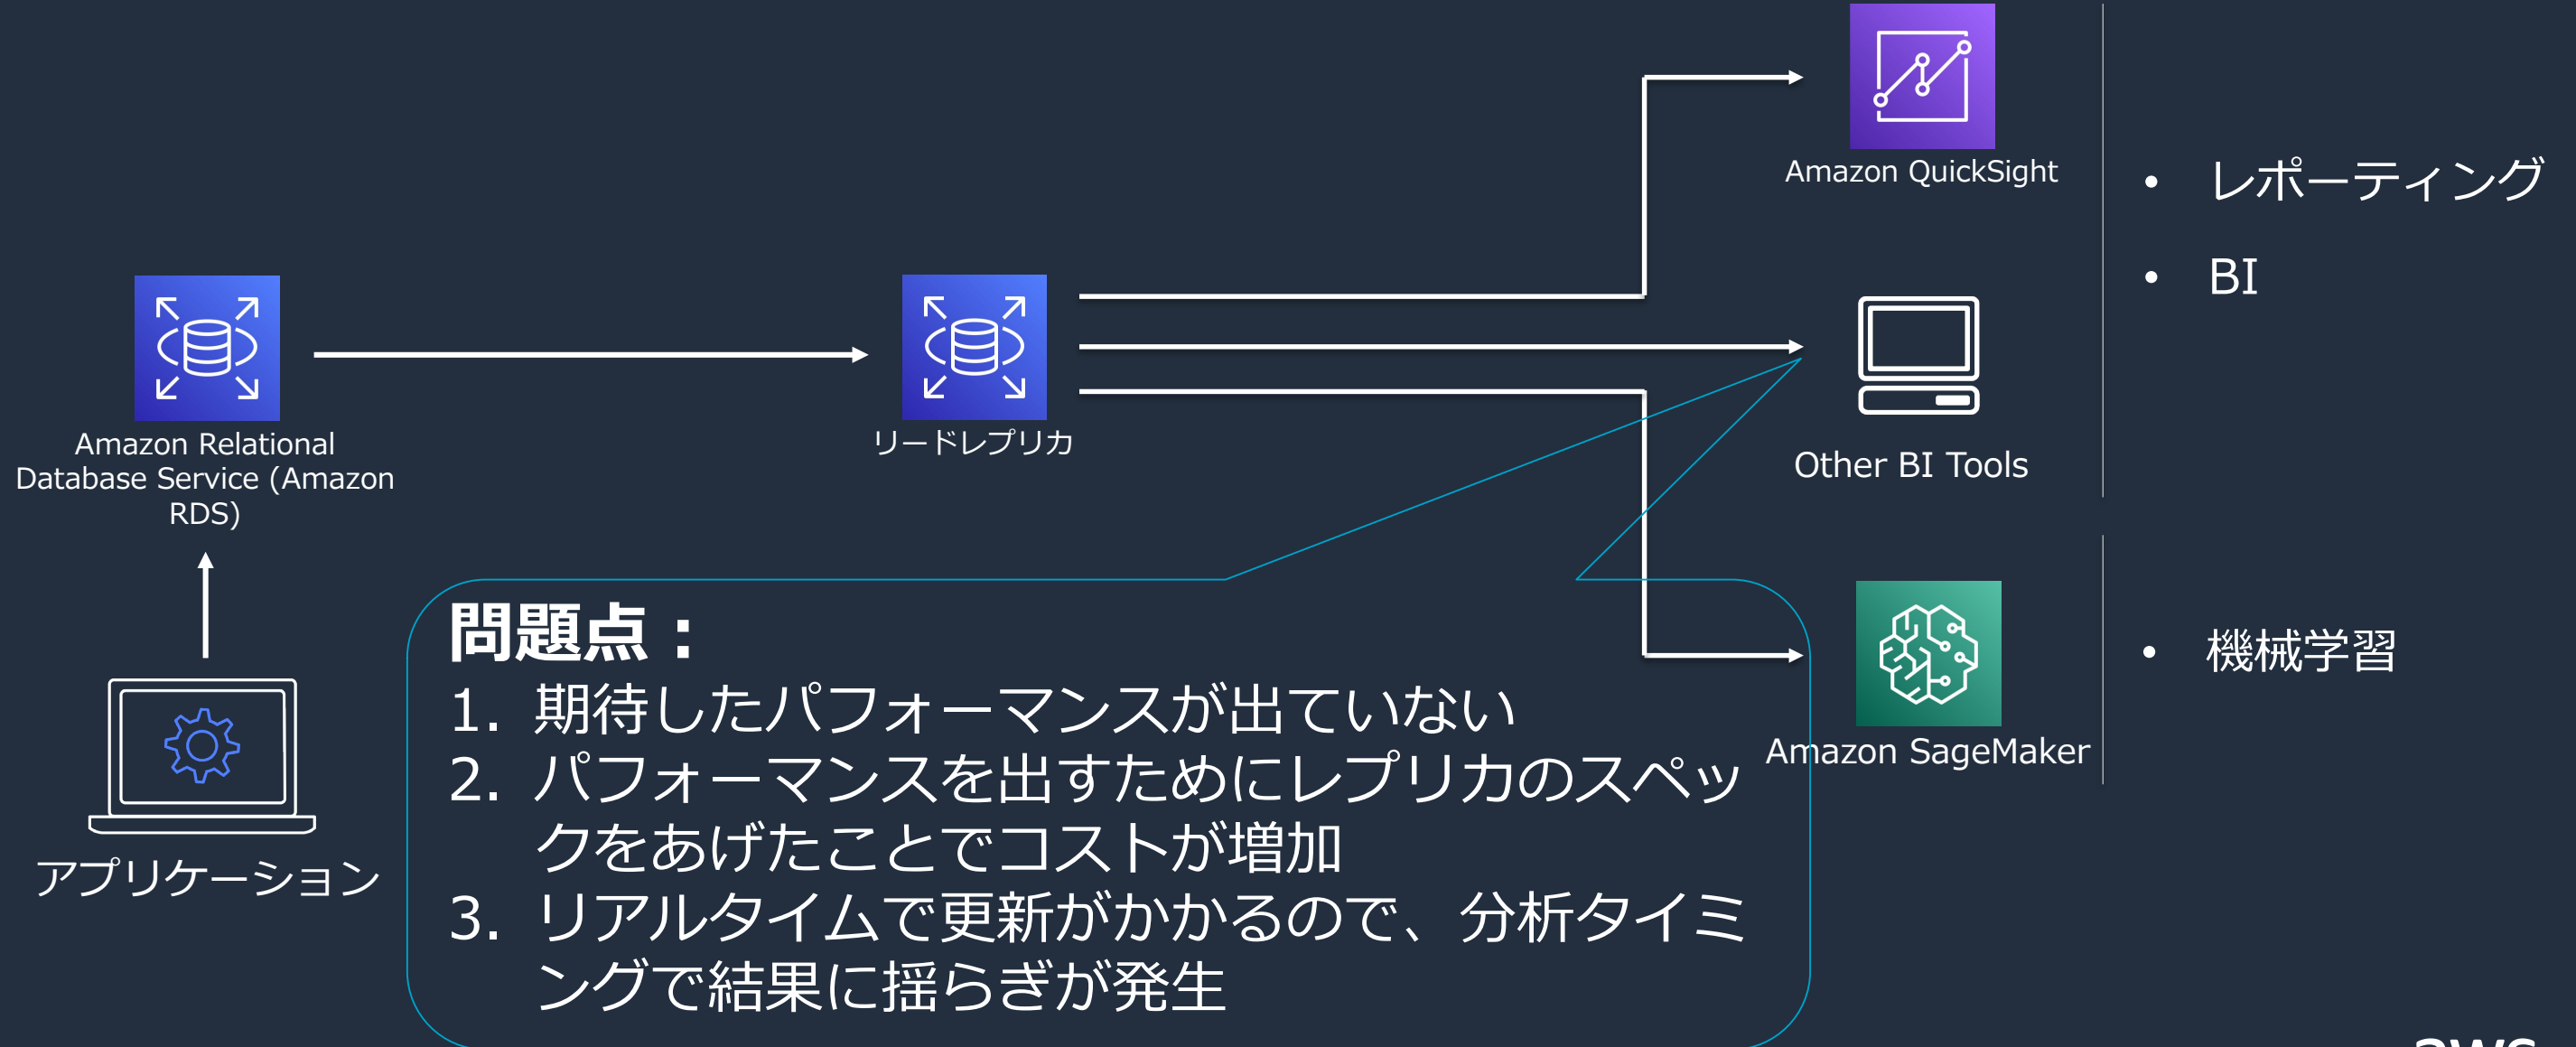 Amazon QuickSight
• レポーティング
• BI
Amazon Relational
Database Service (Amazon
RDS)
リードレプリカ
Other BI Tools
問題点：
1. 期待したパフォーマンスが出ていない
2. パフォーマンスを出すためにレプリカのスペッ
クをあげたことでコストが増加
3. リアルタイムで更新がかかるので、分析タイミ
ングで結果に揺らぎが発生
• 機械学習
Amazon SageMaker
アプリケーション
aws